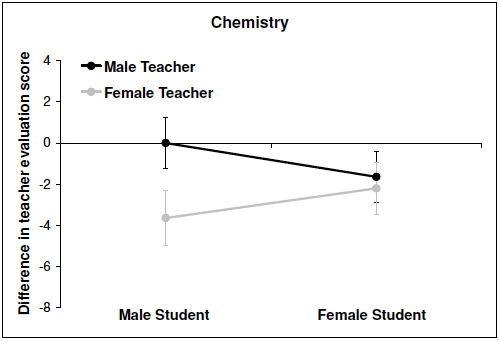 Chemistry
Difference in teacher evaluation score
4
2
0
-2
-4
-6
-8
Male Teacher
Female Teacher
Male Student
Female Student